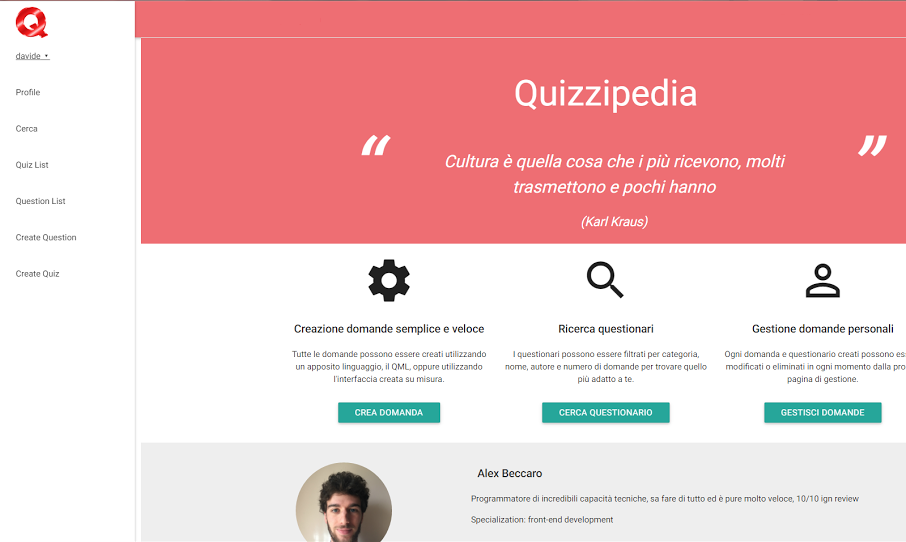 Q
davide
Profile
Cerca
Quiz List
Question List
Create Question
Create Quiz
Quizzipedia
“ Cultura è quella cosa che i più ricevono, molti ”
trasmettono e pochi hanno
(Karl Kraus)
Creazione domande semplice e veloce
Tutte le domande possono essere creati utilizzando
un apposito linguaggio, il QML, oppure utilizzando
l'interfaccia creata su misura.
CREA DOMANDA
Ricerca questionari
I questionari possono essere filtrati per categoria,
nome, autore e numero di domande per trovare quello
più adatto a te.
CERCA QUESTIONARIO
Gestione domande personali
Ogni domanda e questionario creati possono es
modificati o eliminati in ogni momento dalla pro
pagina di gestione.
GESTISCI DOMANDE
Alex Beccaro
Programmatore di incredibili capacità tecniche, sa fare di tutto ed è pure molto veloce, 10/10 ign review
Specialization: front-end development